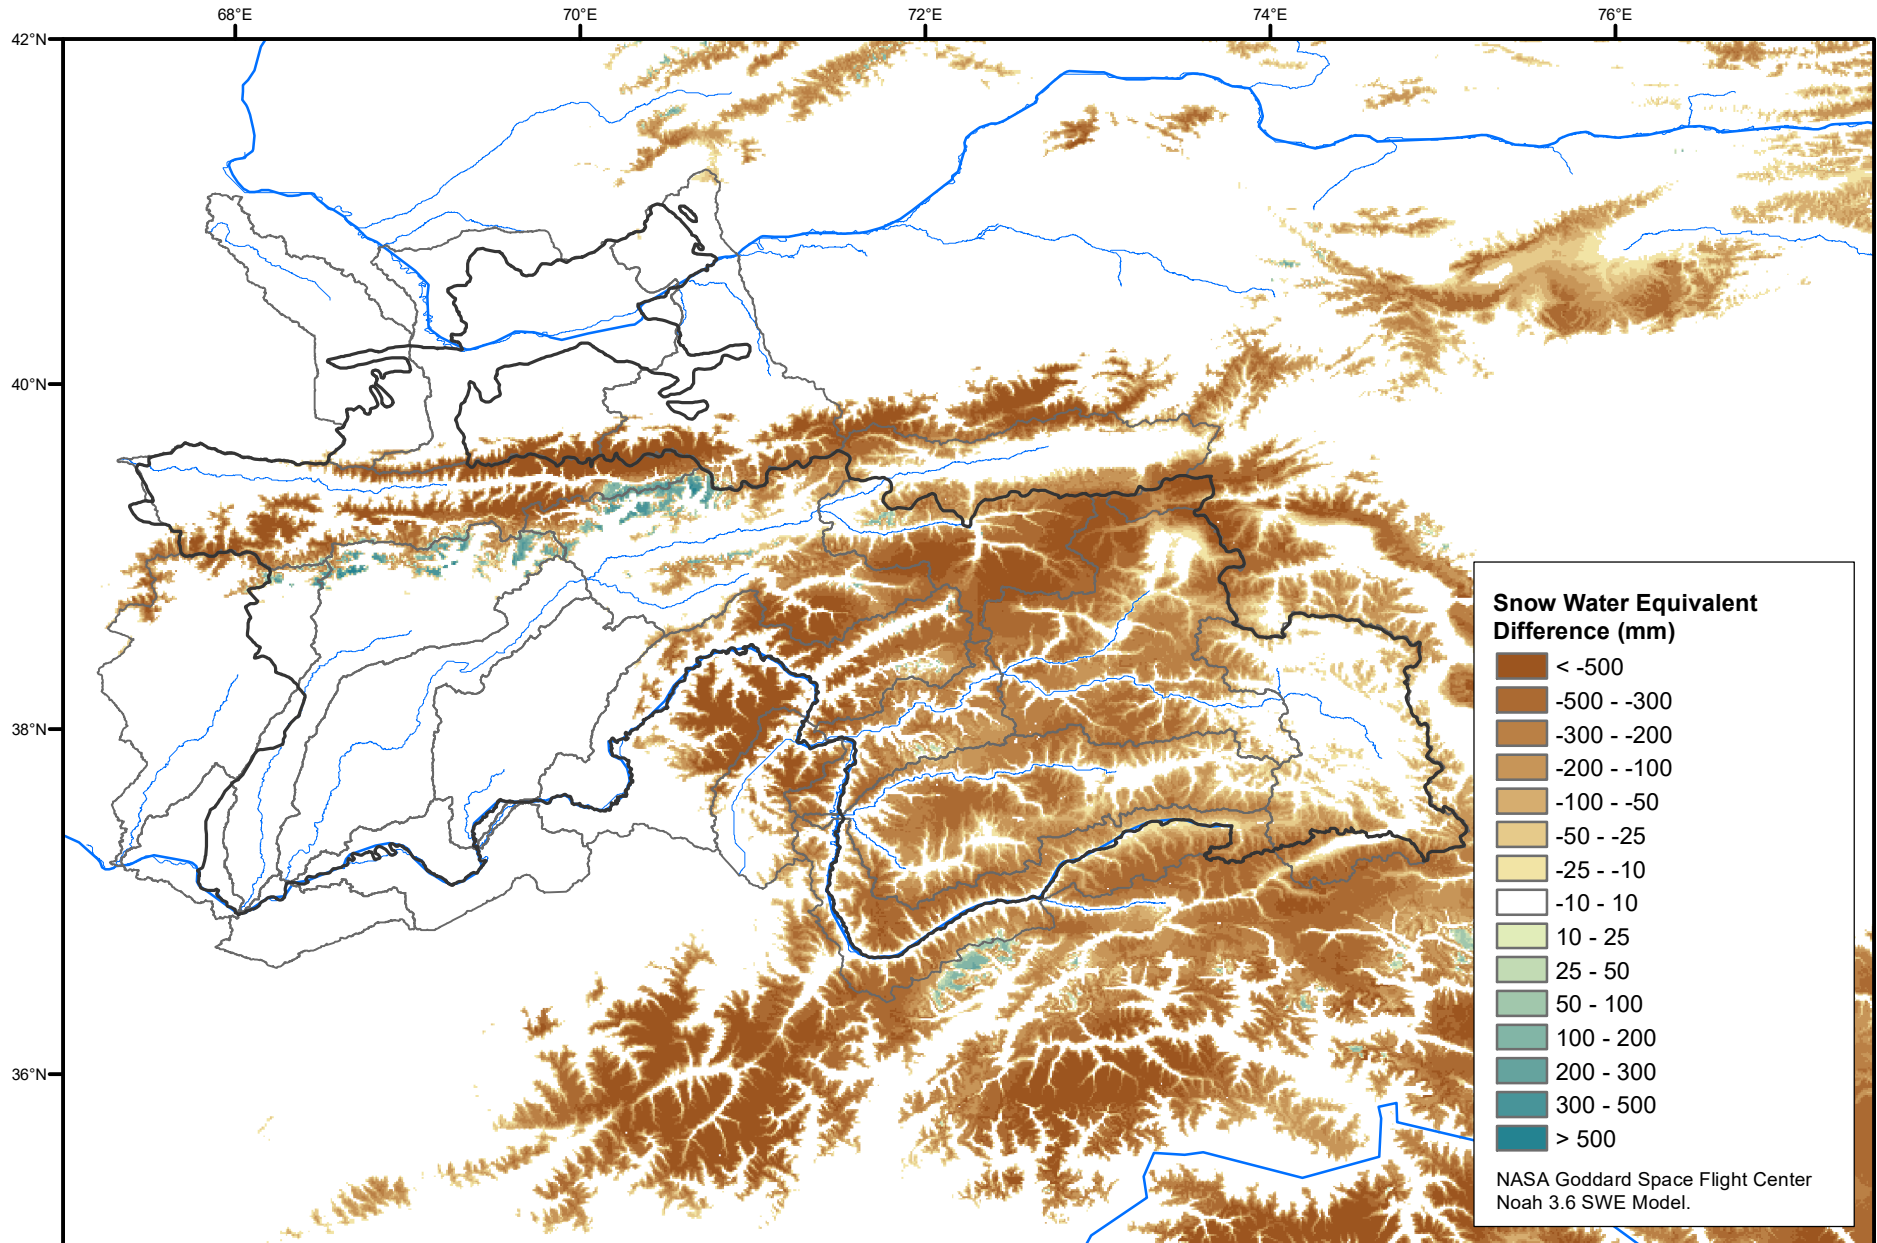 68°E
70°E
72°E
74°E
76°E
42°N
40°N
38°N
36°N
Snow Water Equivalent
Difference (mm)
< -500
-500 - -300
-300 - -200
-200 - -100
-100 - -50
-50 - -25
-25 - -10
-10 - 10
10 - 25
25 - 50
50 - 100
100 - 200
200 - 300
300 - 500
> 500
NASA Goddard Space Flight Center
Noah 3.6 SWE Model.